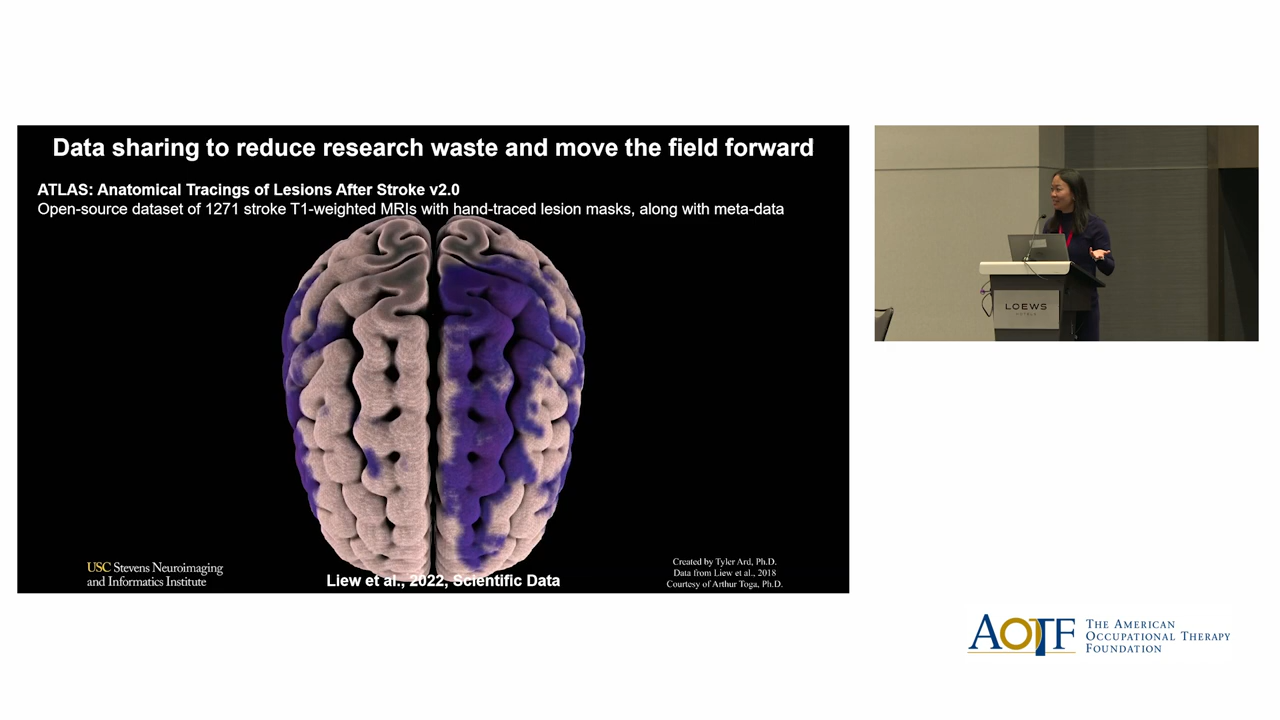 Data sharing to reduce research waste and move the field forward
ATLAS: Anatomical Tracings of Lesions After Stroke v2.0
Open-source dataset of 1271 stroke T1-weighted MRIs with hand-traced lesion masks, along with meta-data
USC Stevens Neuroimaging
and Informatics Institute
Liew et al., 2022, Scientific Data
Created by Tyler Ard, Ph.D.
Data from Liew et al., 2018
Courtesy of Arthur Toga, Ph.D.
LOEWS
HOTELS
AOTF
THE AMERICAN
OCCUPATIONAL THERAPY
FOUNDATION